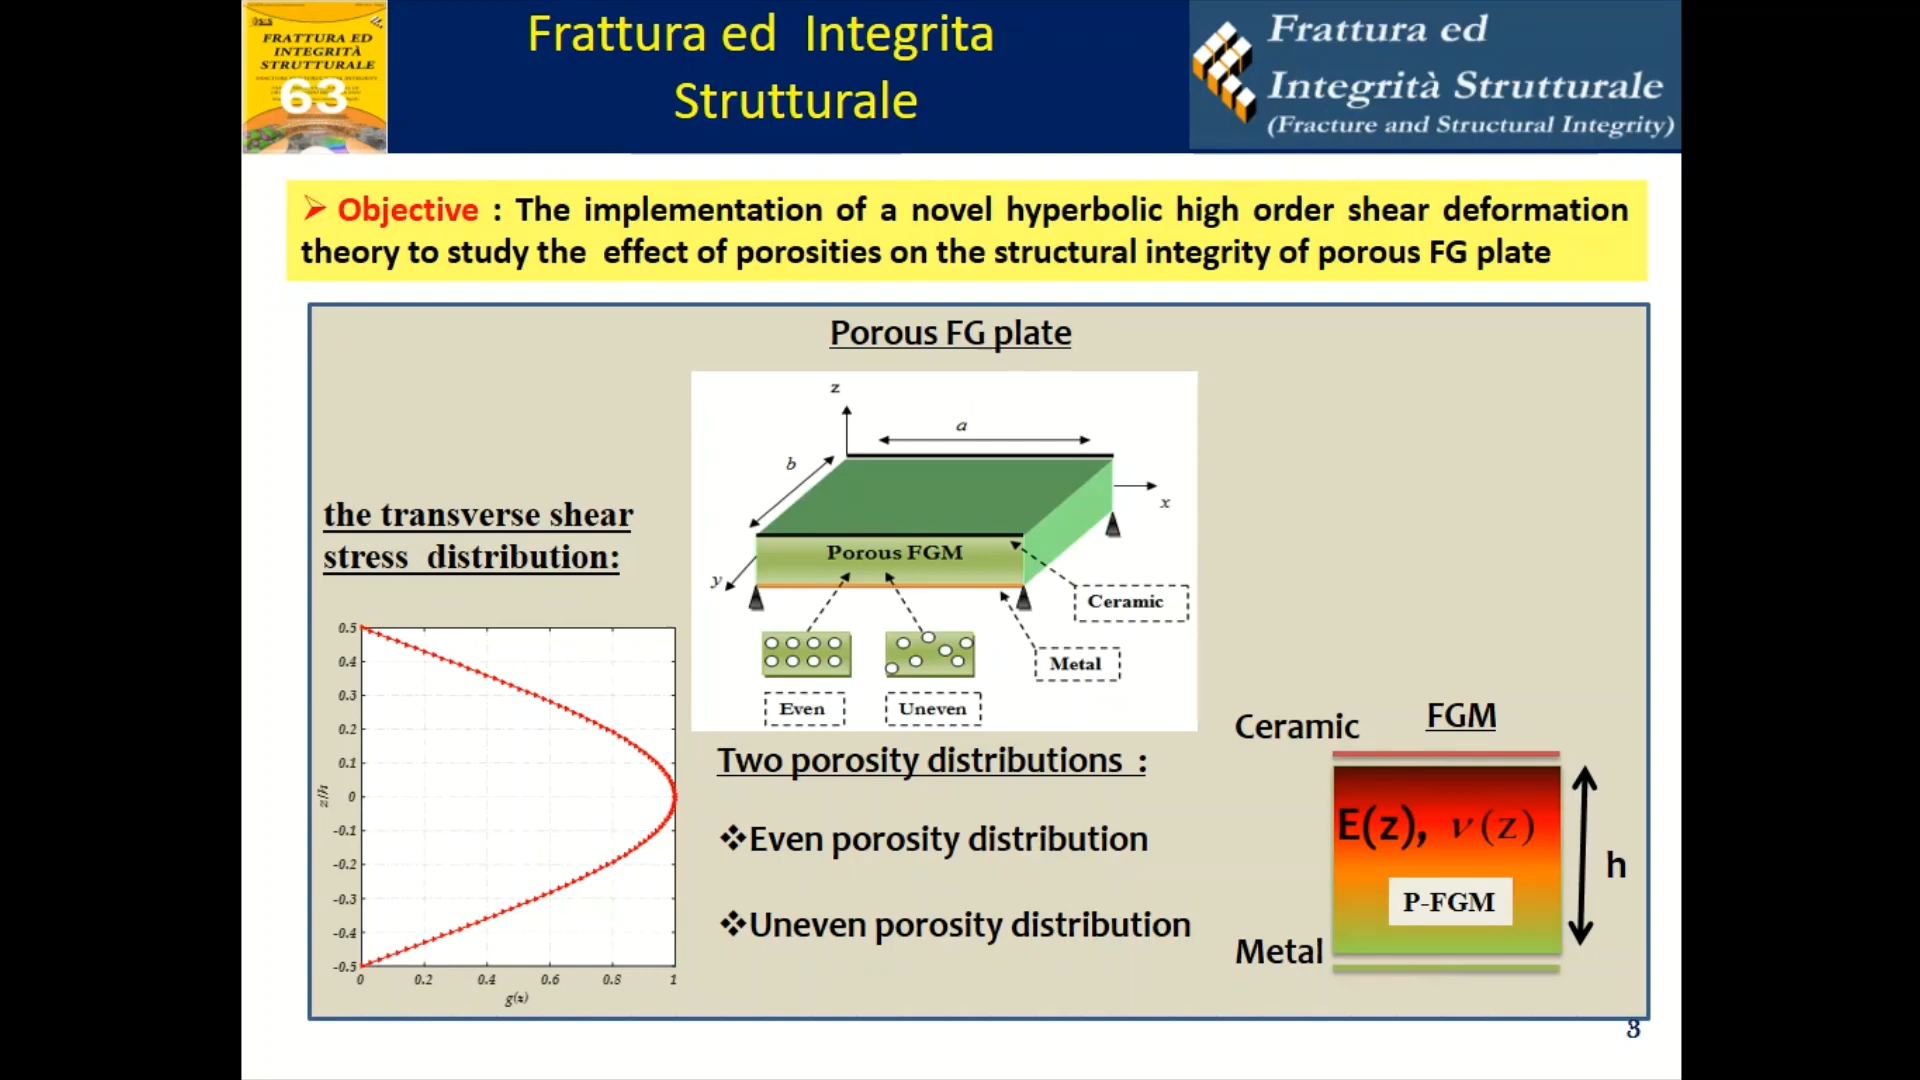 FRATTURA ED
INTEGRITÀ
STRUTTURALE
63
Frattura ed Integrita
Strutturale
Frattura ed
Integrità Strutturale
(Fracture and Structural Integrity)
Objective : The implementation of a novel hyperbolic high order shear deformation
theory to study the effect of porosities on the structural integrity of porous FG plate
Porous FG plate
z
a
b
x
Porous FGM
y
Ceramic
Metal
Even
Uneven
the transverse shear
stress distribution:
0.5
0.4
0.3
0.2
0.1
0
-0.1
-0.2
-0.3
-0.4
-0.5
z/h
0 0.2 0.4 0.6 0.8 1
g(z)
Two porosity distributions :
❖Even porosity distribution
❖Uneven porosity distribution
Ceramic
FGM
E(z), ν(z)
P-FGM
h
Metal
3